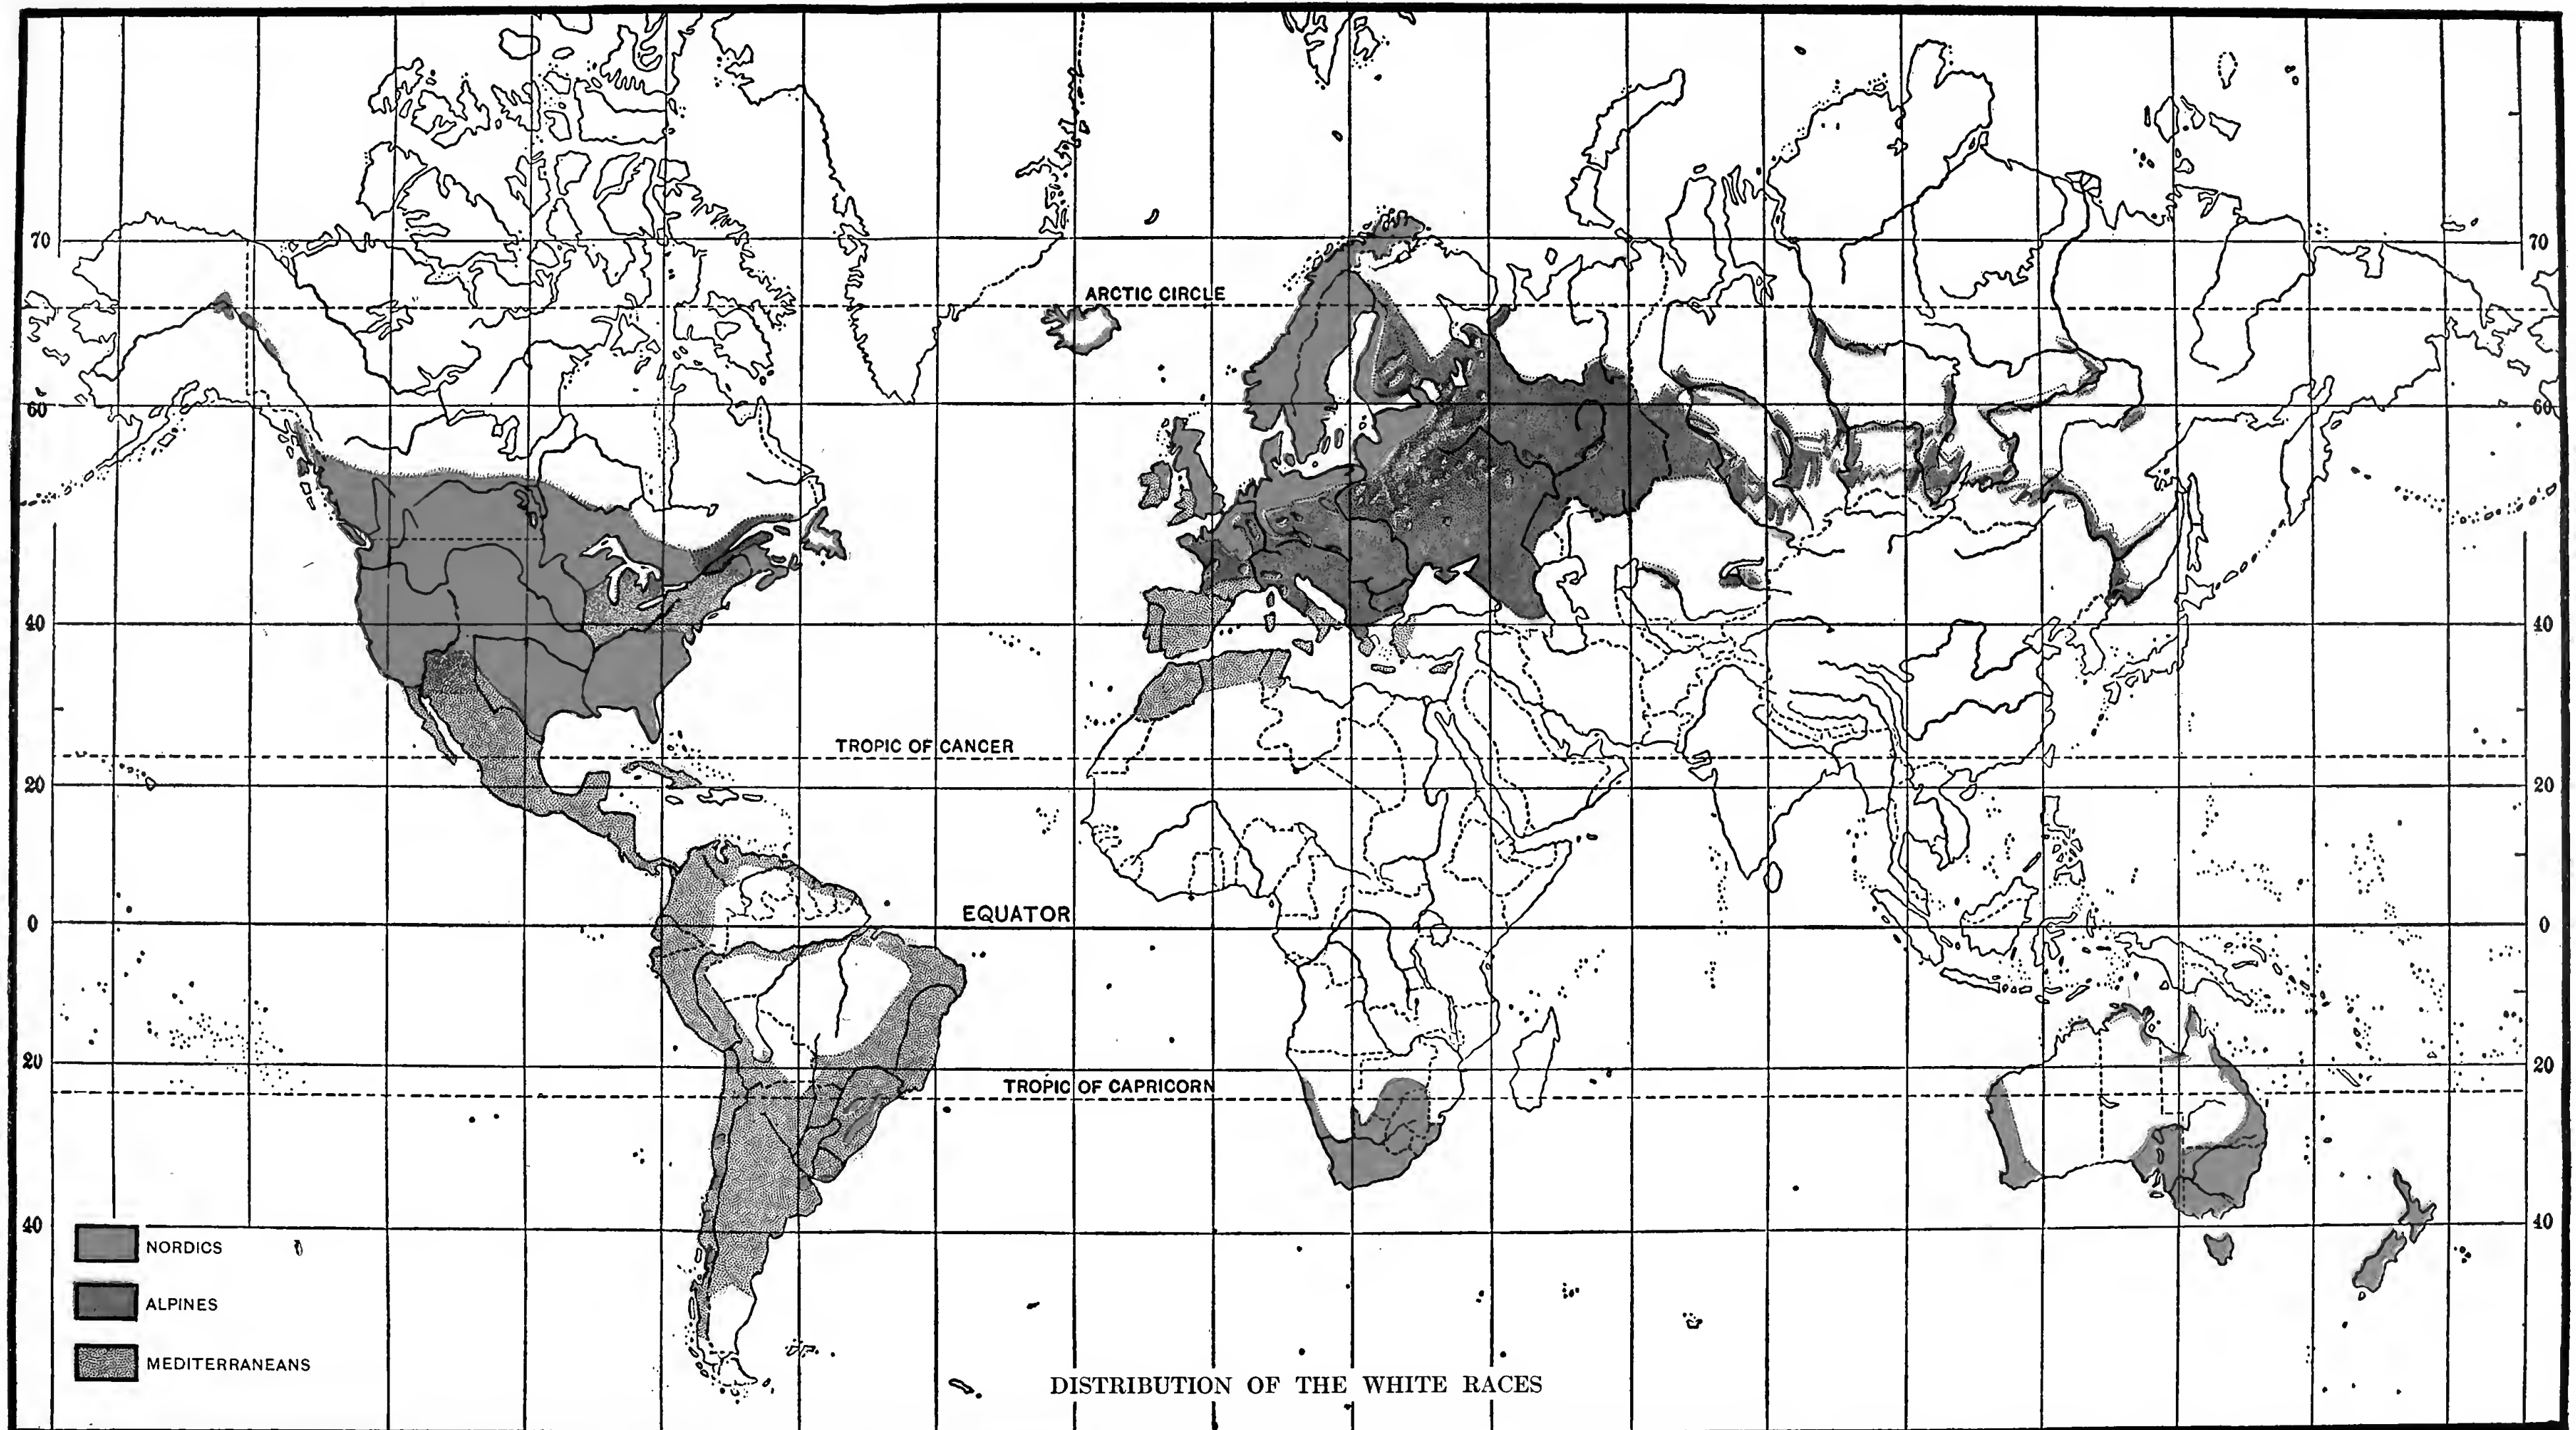 70
70
ARCTIC CIRCLE
60
60
40
40
TROPIC OF CANCER
20
20
EQUATOR
0
0
20
20
TROPIC OF CAPRICORN
40
40
NORDICS
ALPINES
MEDITERRANEANS
DISTRIBUTION OF THE WHITE RACES